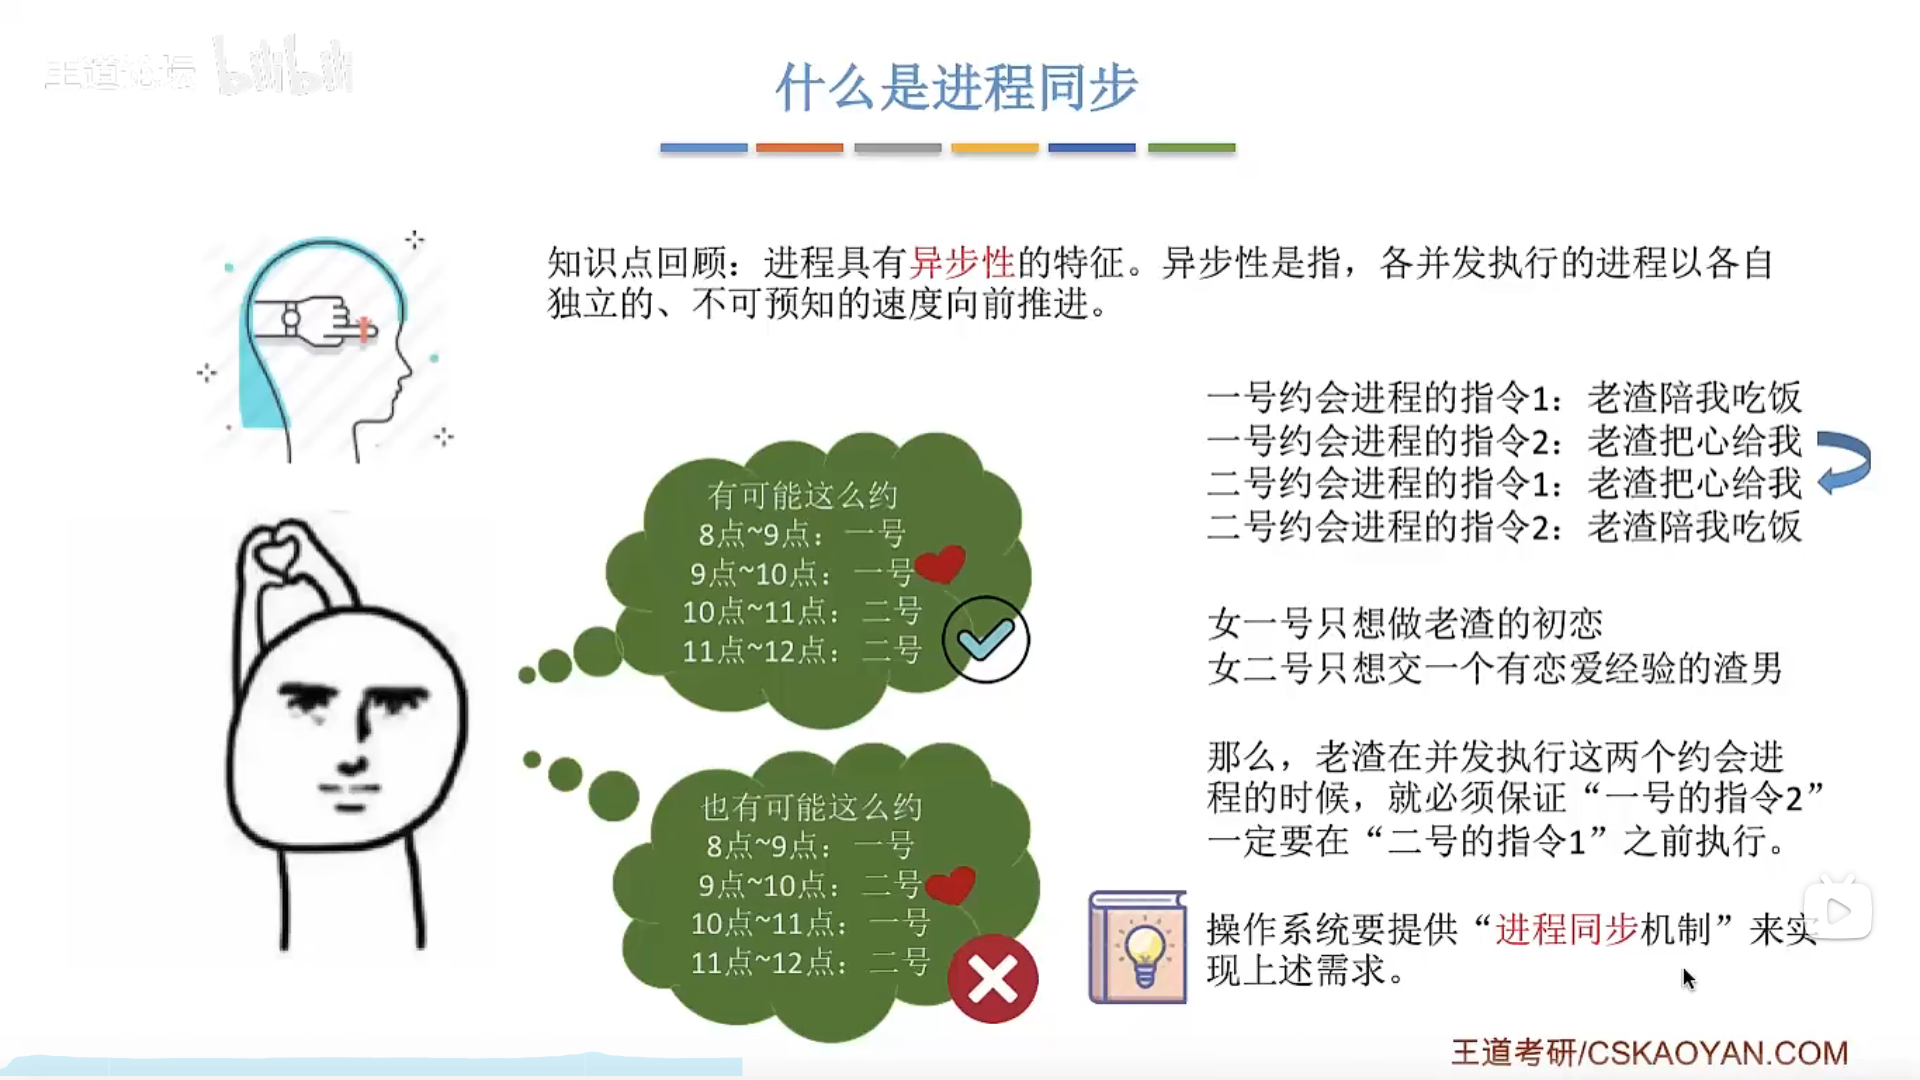 王道论坛 bilibili
什么是进程同步
知识点回顾：进程具有异步性的特征。异步性是指，各并发执行的进程以各自
独立的、不可预知的速度向前推进。
有可能这么约
8点~9点：一号
9点~10点：一号
10点~11点：二号
11点~12点：二号
也有可能这么约
8点~9点：一号
9点~10点：二号
10点~11点：一号
11点~12点：二号
一号约会进程的指令1：老渣陪我吃饭
一号约会进程的指令2：老渣把心给我
二号约会进程的指令1：老渣把心给我
二号约会进程的指令2：老渣陪我吃饭
女一号只想做老渣的初恋
女二号只想交一个有恋爱经验的渣男
那么，老渣在并发执行这两个约会进
程的时候，就必须保证“一号的指令2”
一定要在“二号的指令1”之前执行。
操作系统要提供“进程同步机制”来实
现上述需求。
王道考研/CSKAOYAN.COM